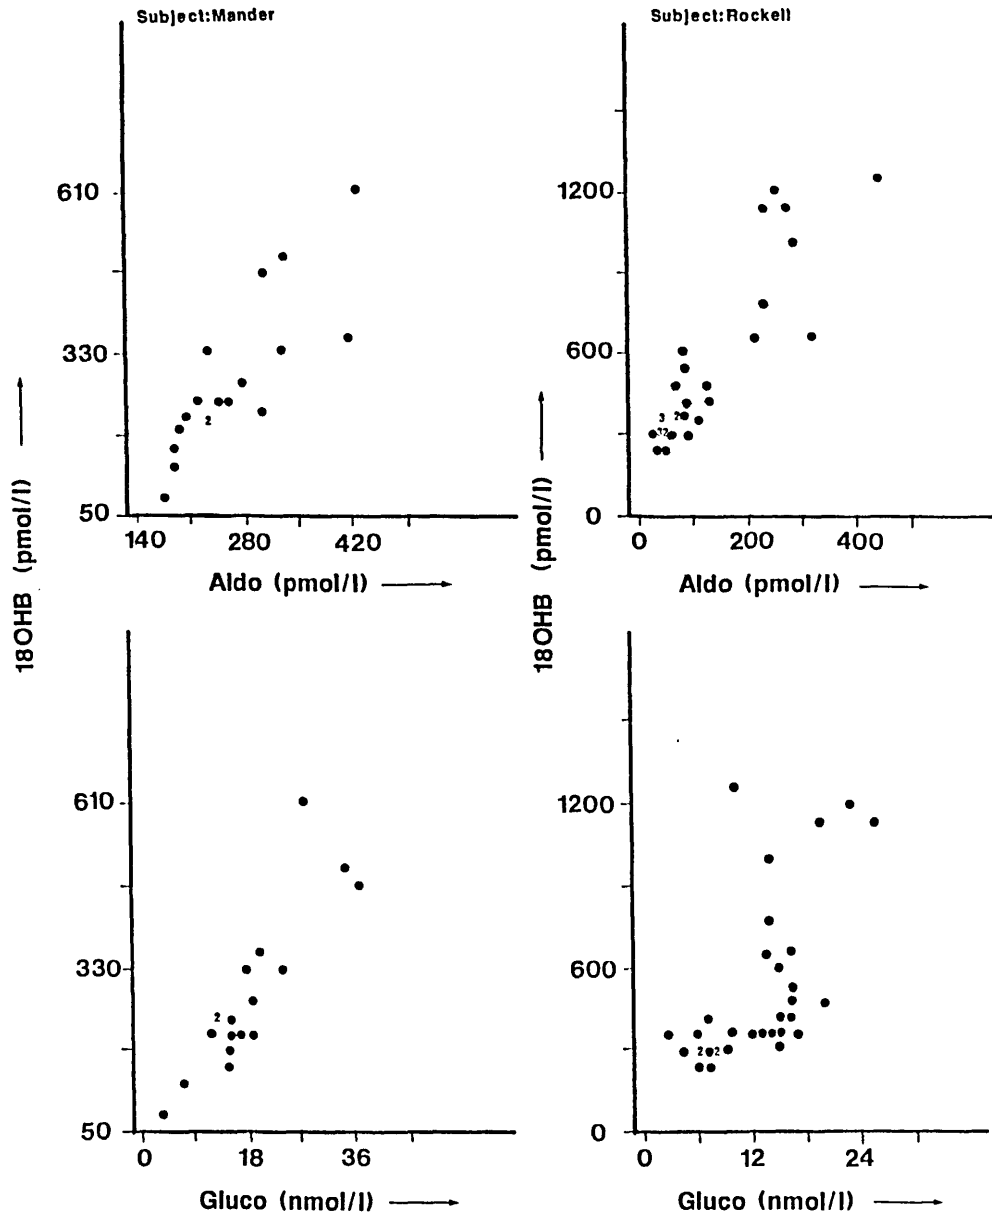 Subject:Mander
610
330
50
140 280 420
Aldo (pmol/l)
2
18OHB (pmol/l)
Subject:Rockell
1200
600
0
0 200 400
Aldo (pmol/l)
3 2
32
18OHB (pmol/l)
610
330
50
0 18 36
Gluco (nmol/l)
2
1200
600
0
0 12 24
Gluco (nmol/l)
2 2